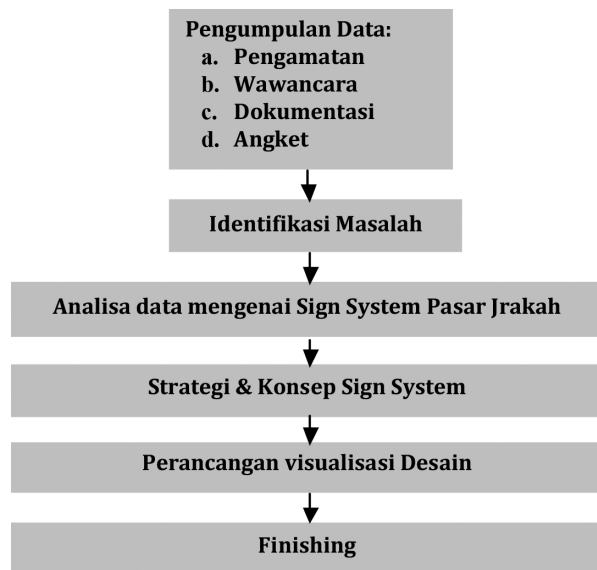 Pengumpulan Data:
a. Pengamatan
b. Wawancara
c. Dokumentasi
d. Angket
Identifikasi Masalah
Analisa data mengenai Sign System Pasar Jrakah
Strategi & Konsep Sign System
Perancangan visualisasi Desain
Finishing